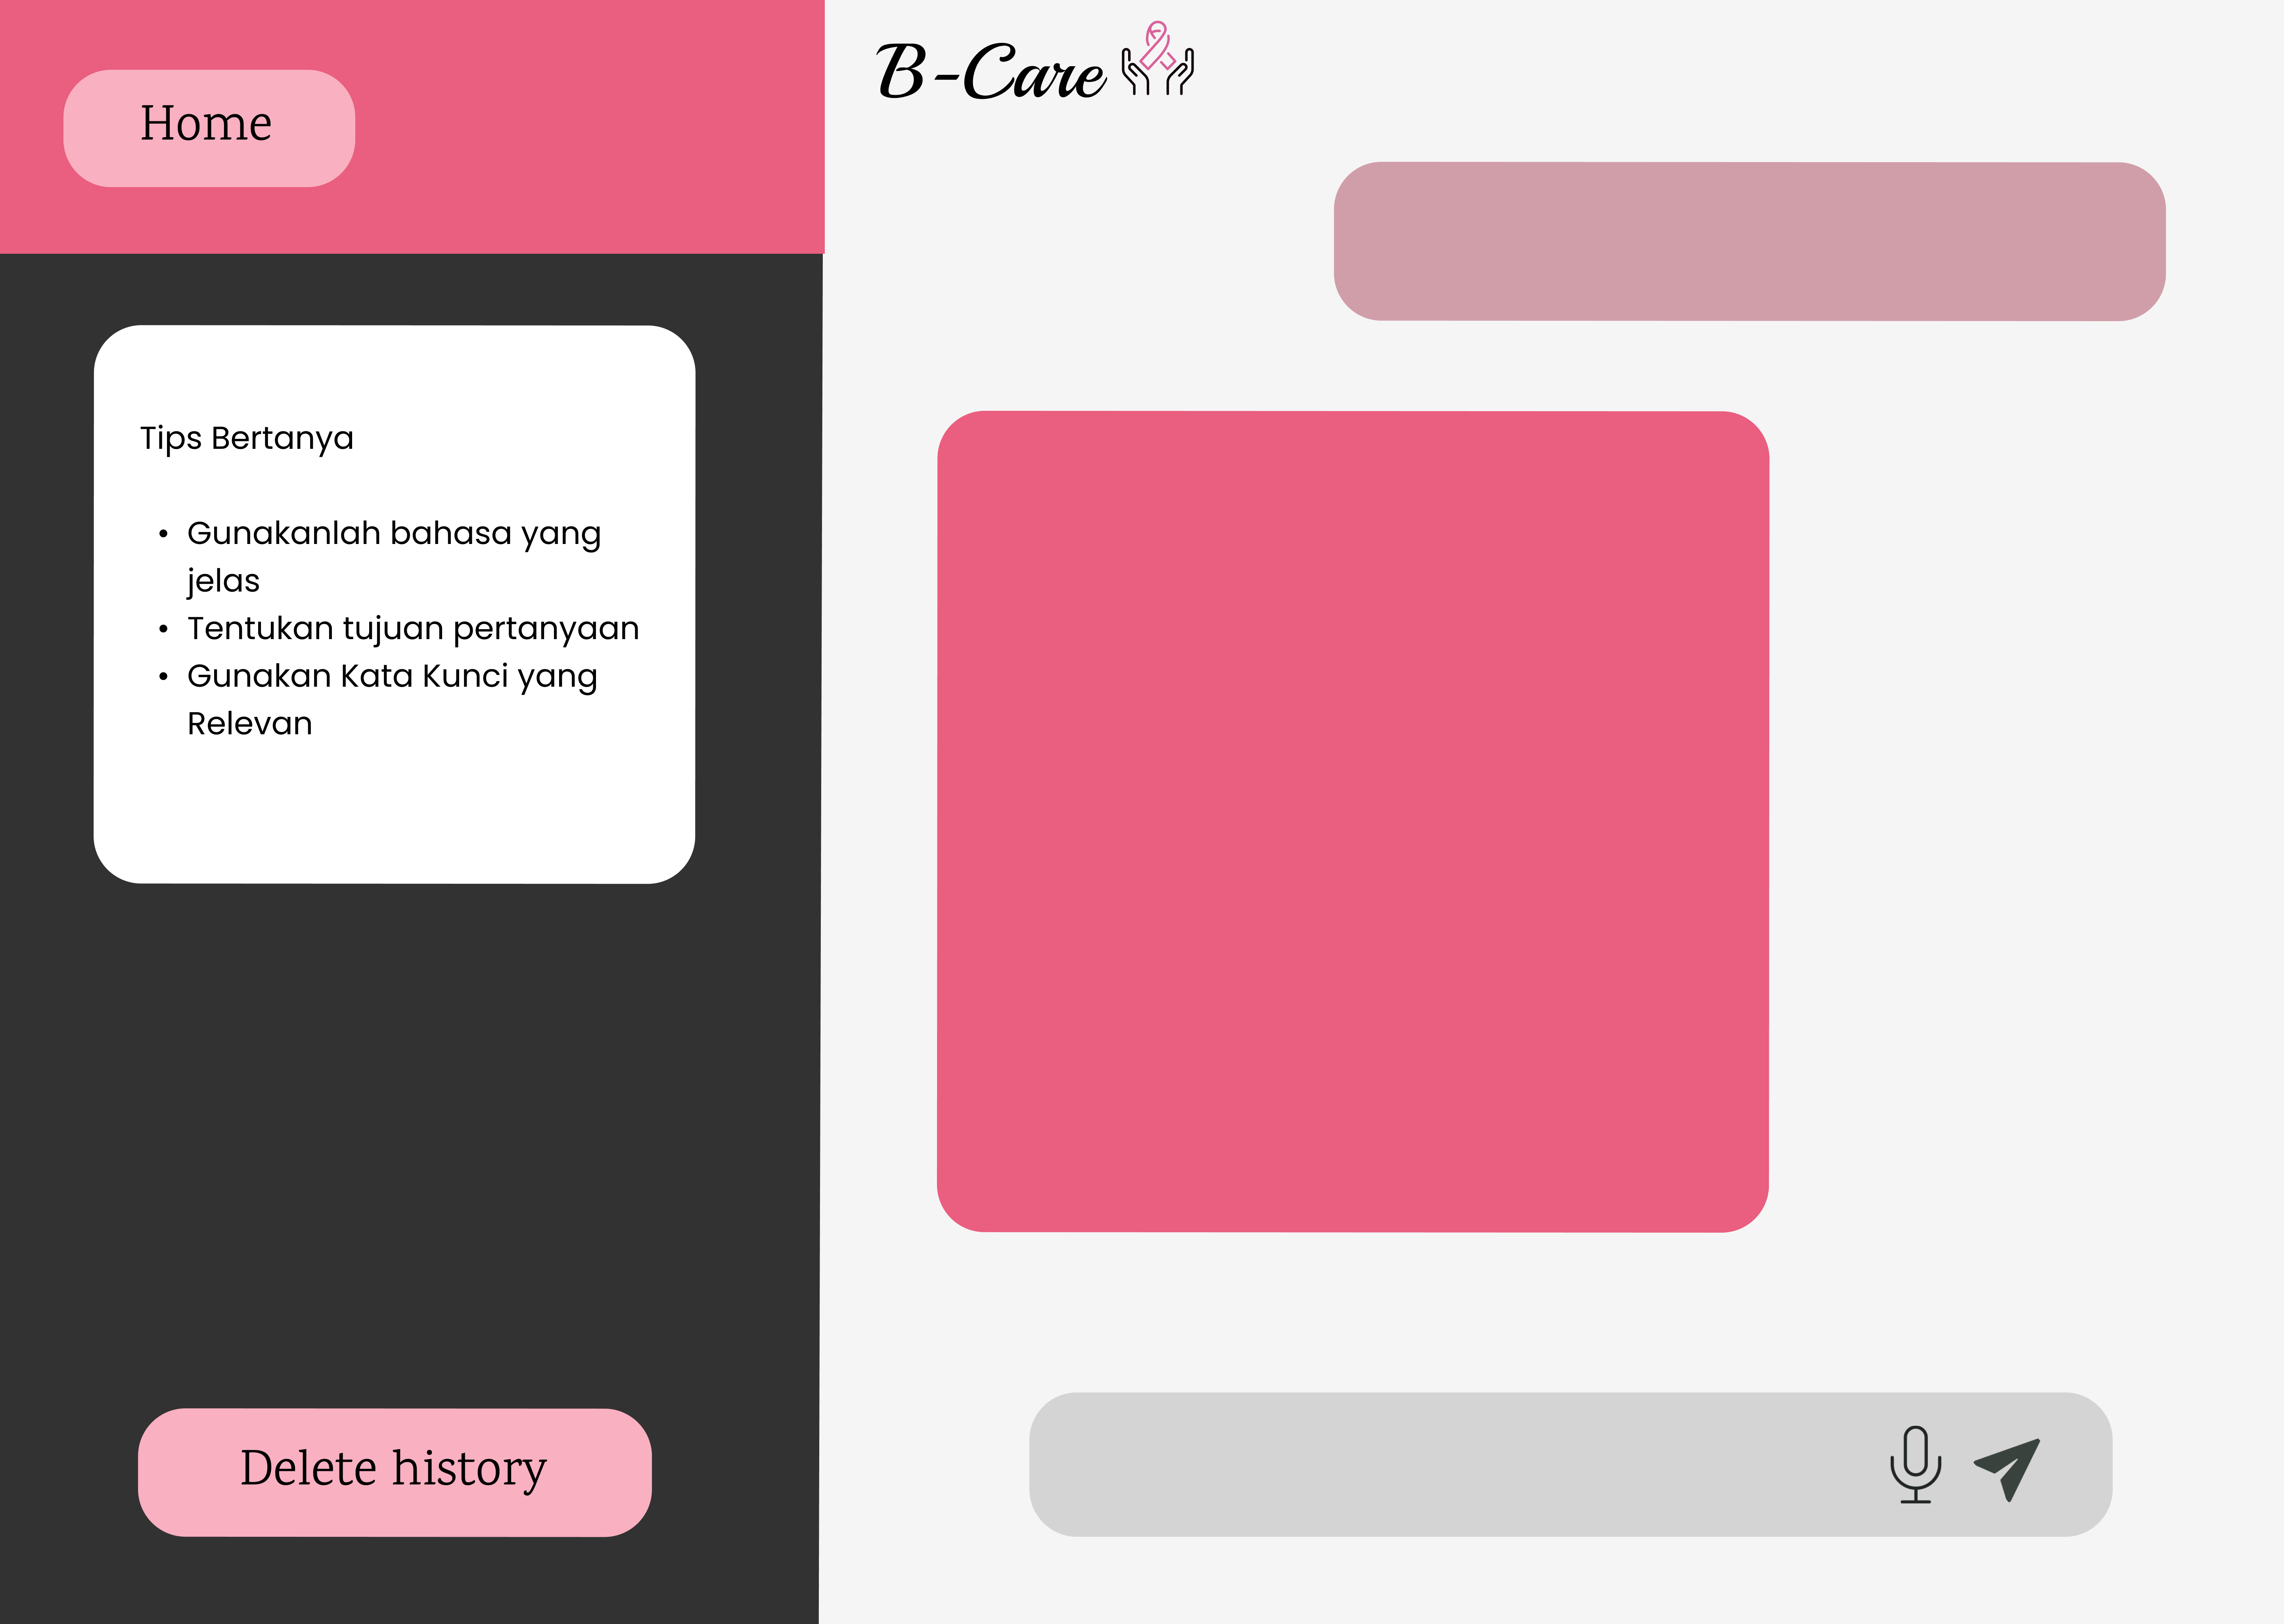 Home
B-Care
Tips Bertanya
• Gunakanlah bahasa yang
jelas
• Tentukan tujuan pertanyaan
• Gunakan Kata Kunci yang
Relevan
Delete history